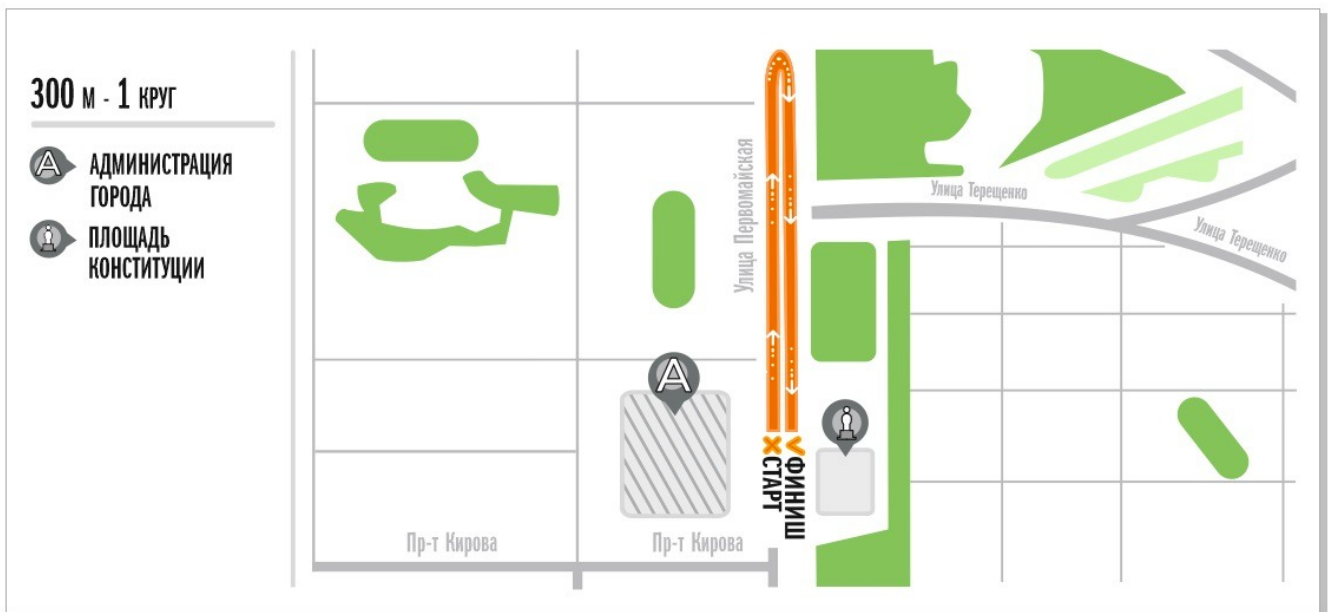 300 м - 1 круг
А
АДМИНИСТРАЦИЯ
ГОРОДА
ПЛОЩАДЬ
КОНСТИТУЦИИ
Улица Первомайская
Улица Терещенко
Улица Терещенко
А
СТАРТ
ФИНИШ
Пр-т Кирова
Пр-т Кирова